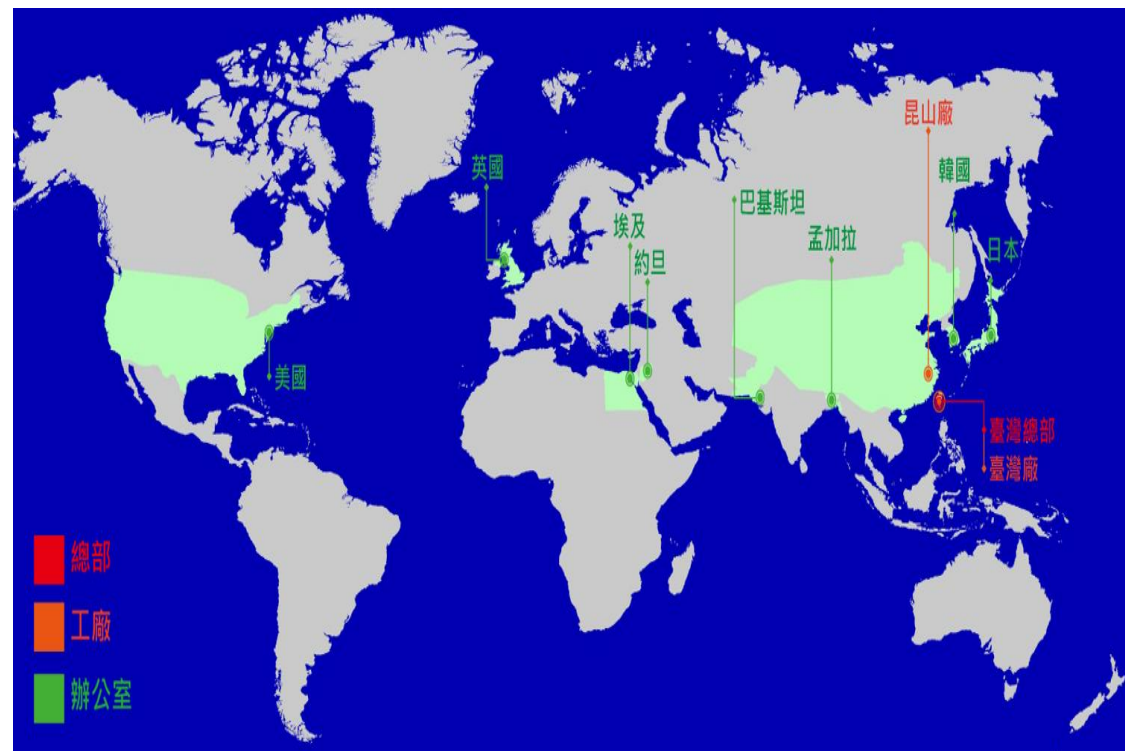 昆山廠
英國
韓國
巴基斯坦
埃及
孟加拉
約旦
日本
美國
臺灣總部
臺灣廠
總部
工廠
辦公室